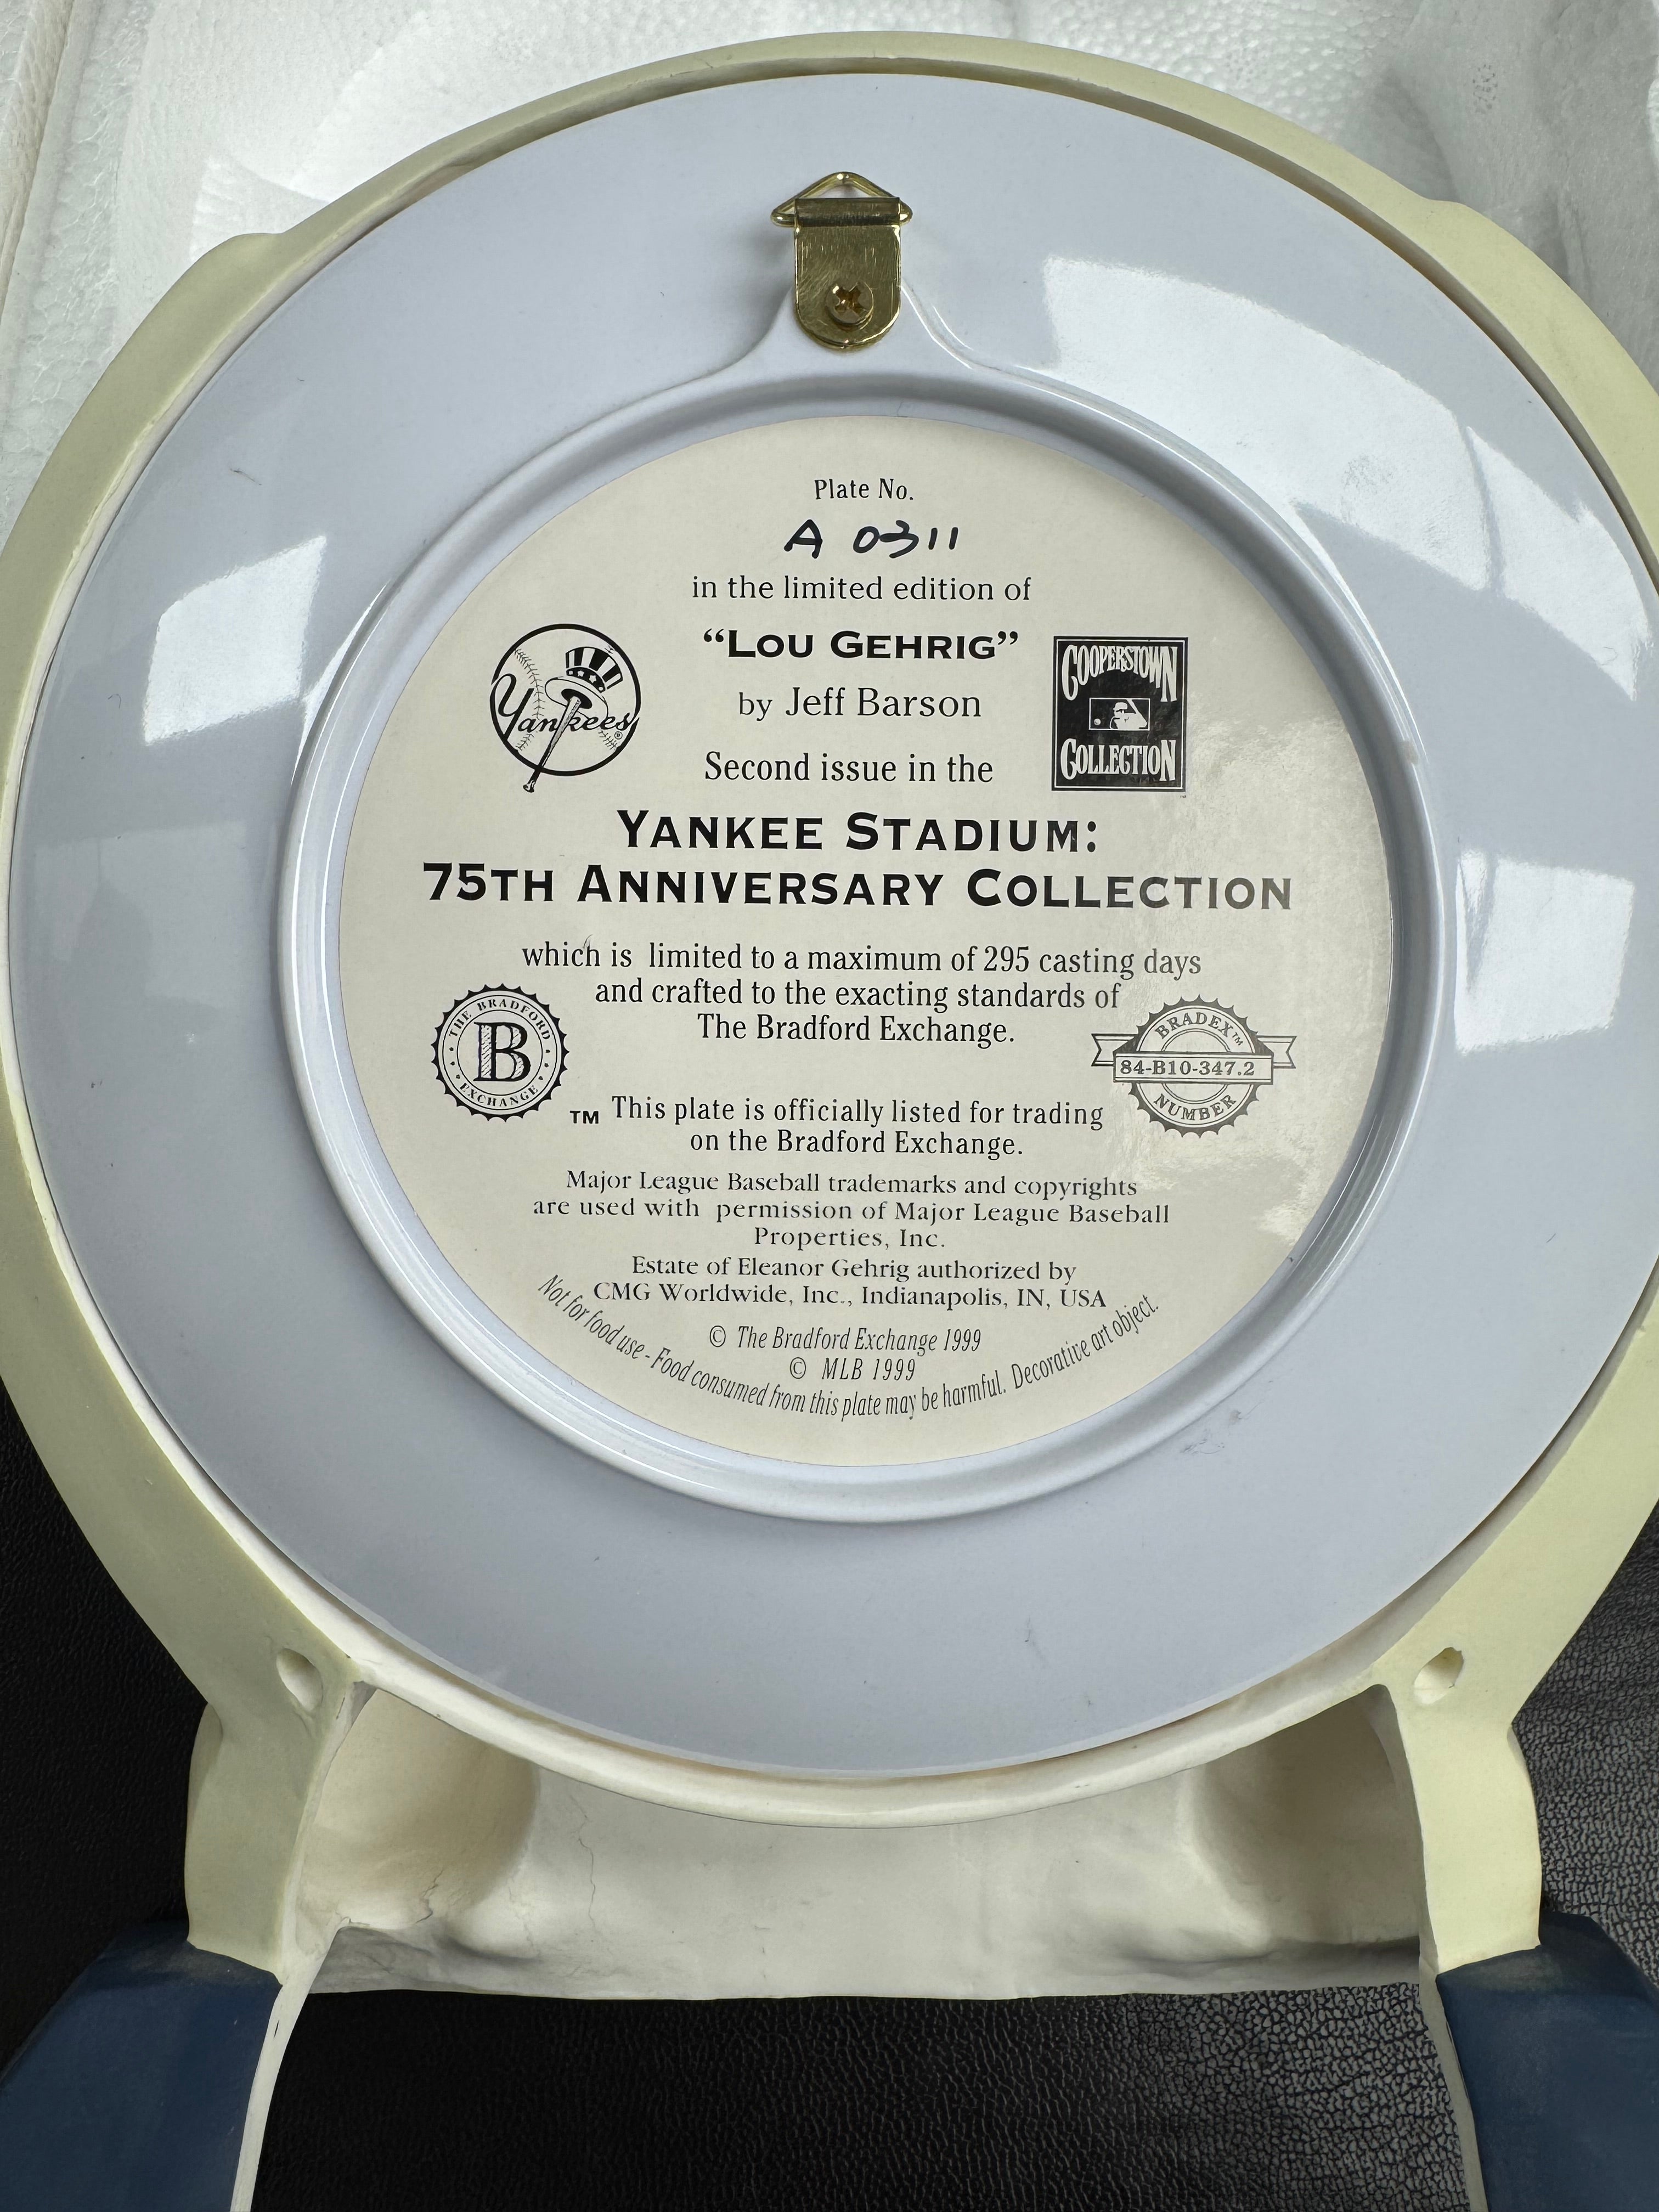 Plate No.
A 0311
in the limited edition of
“LOU GEHRIG”
by Jeff Barson
Yankees®
COOPERSTOWN
COLLECTION
Second issue in the
YANKEE STADIUM:
75TH ANNIVERSARY COLLECTION
which is limited to a maximum of 295 casting days
and crafted to the exacting standards of
The Bradford Exchange.
THE BRADFORD
B
EXCHANGE
TM
BRADEX™
84-B10-347.2
NUMBER
This plate is officially listed for trading
on the Bradford Exchange.
Major League Baseball trademarks and copyrights
are used with permission of Major League Baseball
Properties, Inc.
Estate of Eleanor Gehrig authorized by
CMG Worldwide, Inc., Indianapolis, IN, USA
© The Bradford Exchange 1999
© MLB 1999
Not for food use - Food consumed from this plate may be harmful. Decorative art object.